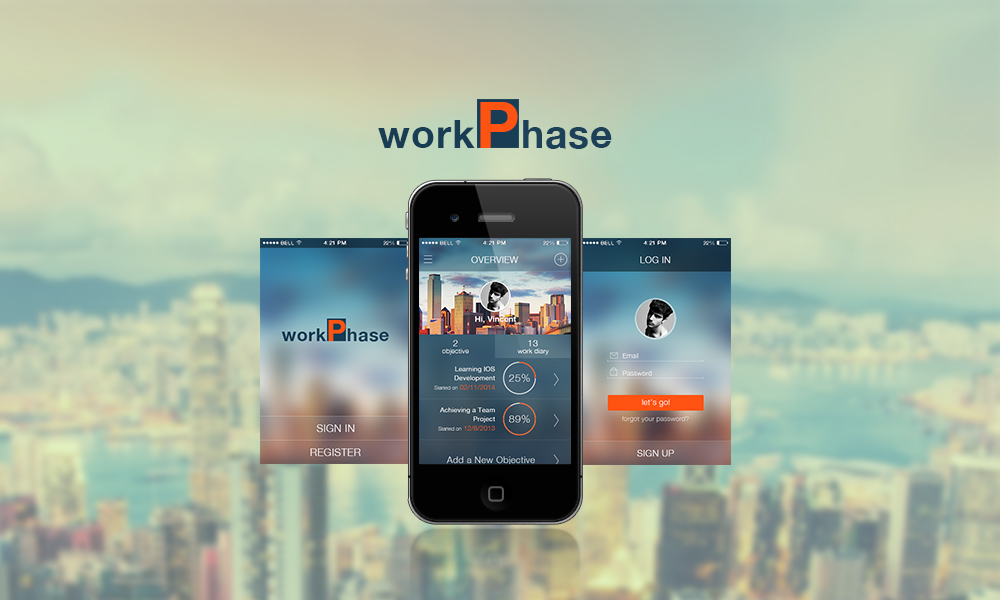 workPhase
BELL 4:21 PM 22%
workPhase
SIGN IN
REGISTER
BELL 4:21 PM 22%
OVERVIEW
Hi, Vincent
2 13
objective work diary
Learning IOS
Development
Started on 02/11/2014
25%
Achieving a Team
Project
Started on 12/8/2013
89%
Add a New Objective
BELL 4:21 PM 22%
LOG IN
Email
Password
let's go!
forgot your password?
SIGN UP